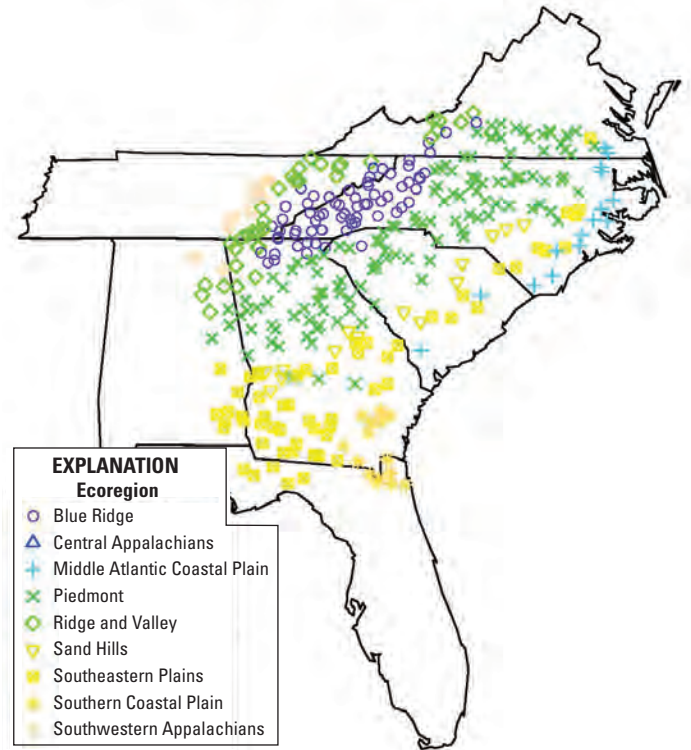 EXPLANATION
Ecoregion
Blue Ridge
Central Appalachians
Middle Atlantic Coastal Plain
Piedmont
Ridge and Valley
Sand Hills
Southeastern Plains
Southern Coastal Plain
Southwestern Appalachians